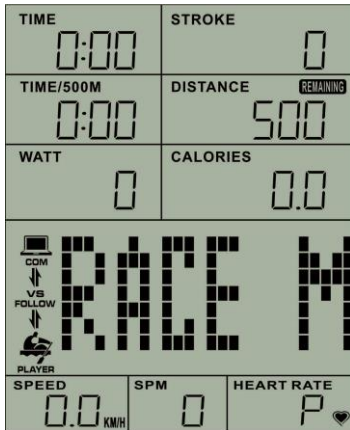 TIME STROKE
0:00 0
TIME/500M DISTANCE REMAINING
0:00 500
WATT CALORIES
0 0.0
COM
VS
FOLLOW
PLAYER
RACE M
SPEED SPM HEART RATE
0.0 KM/H 0 P